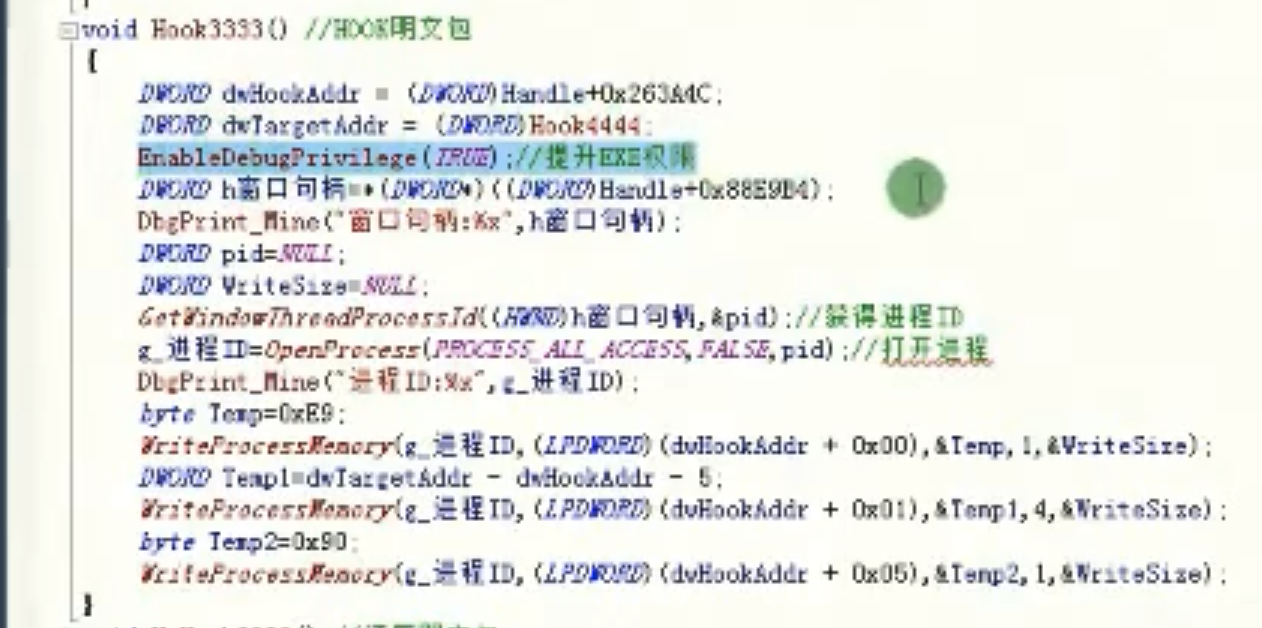 void Hook3333() //HOOK明文包
{
DWORD dwHookAddr = (DWORD)Handle+0x263A4C;
DWORD dwTargetAddr = (DWORD)Hook4444;
EnableDebugPrivilege(TRUE);//提升EXE权限
DWORD h窗口句柄=*(DWORD*)((DWORD)Handle+0x88E9B4);
DbgPrint_Mine("窗口句柄:%x",h窗口句柄);
DWORD pid=NULL;
DWORD WriteSize=NULL;
GetWindowThreadProcessId((HWND)h窗口句柄,&pid);//获得进程ID
g_进程ID=OpenProcess(PROCESS_ALL_ACCESS,FALSE,pid);//打开进程
DbgPrint_Mine("进程ID:%x",g_进程ID);
byte Temp=0xE9;
WriteProcessMemory(g_进程ID,(LPDWORD)(dwHookAddr + 0x00),&Temp,1,&WriteSize);
DWORD Temp1=dwTargetAddr - dwHookAddr - 5;
WriteProcessMemory(g_进程ID,(LPDWORD)(dwHookAddr + 0x01),&Temp1,4,&WriteSize);
byte Temp2=0x90;
WriteProcessMemory(g_进程ID,(LPDWORD)(dwHookAddr + 0x05),&Temp2,1,&WriteSize);
}